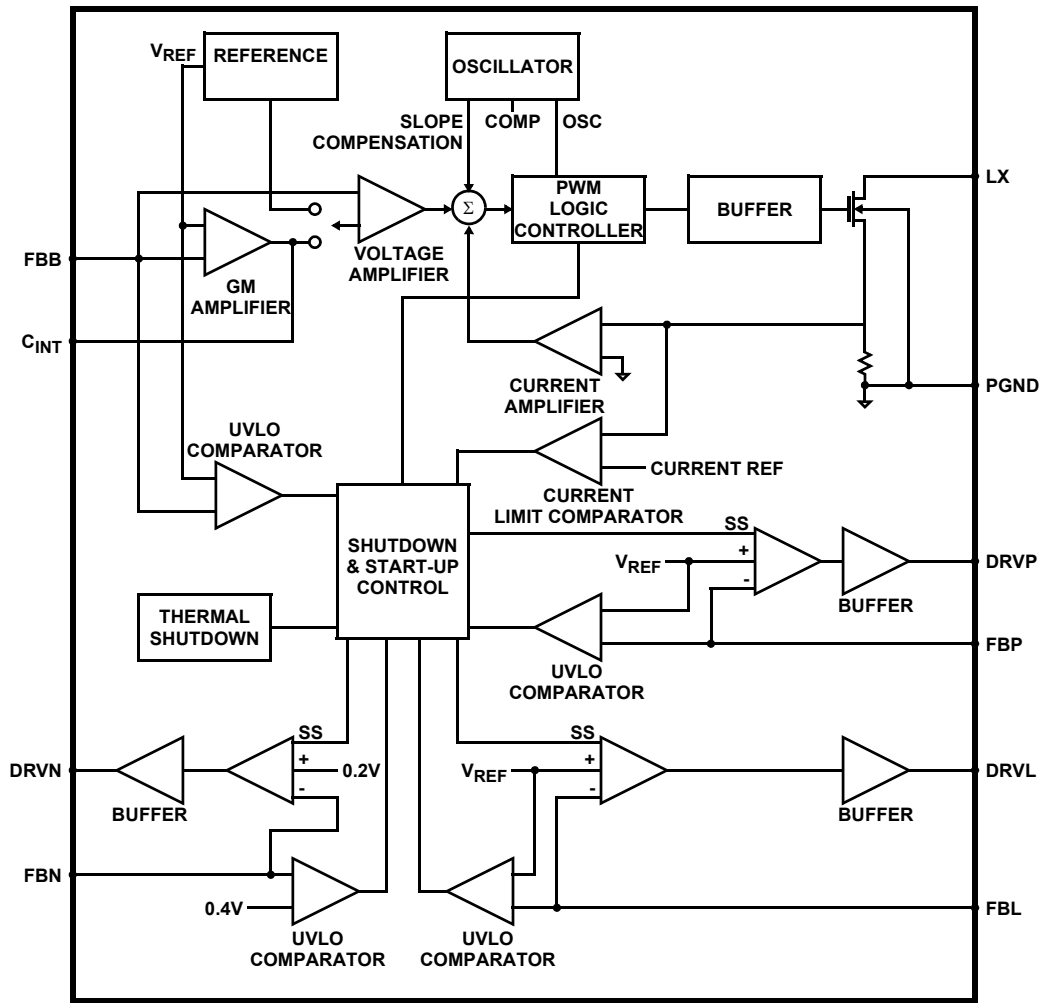 VREF
REFERENCE
OSCILLATOR
SLOPE
COMPENSATION
COMP
OSC
LX
PWM
LOGIC
CONTROLLER
BUFFER
Σ
VOLTAGE
AMPLIFIER
FBB
GM
AMPLIFIER
CINT
CURRENT
AMPLIFIER
PGND
UVLO
COMPARATOR
CURRENT REF
CURRENT
LIMIT COMPARATOR
SHUTDOWN
& START-UP
CONTROL
SS
+
-
VREF
DRVP
BUFFER
THERMAL
SHUTDOWN
FBP
UVLO
COMPARATOR
SS
+
-
0.2V
DRVN
BUFFER
SS
+
-
VREF
DRVL
BUFFER
FBN
0.4V
UVLO
COMPARATOR
UVLO
COMPARATOR
FBL